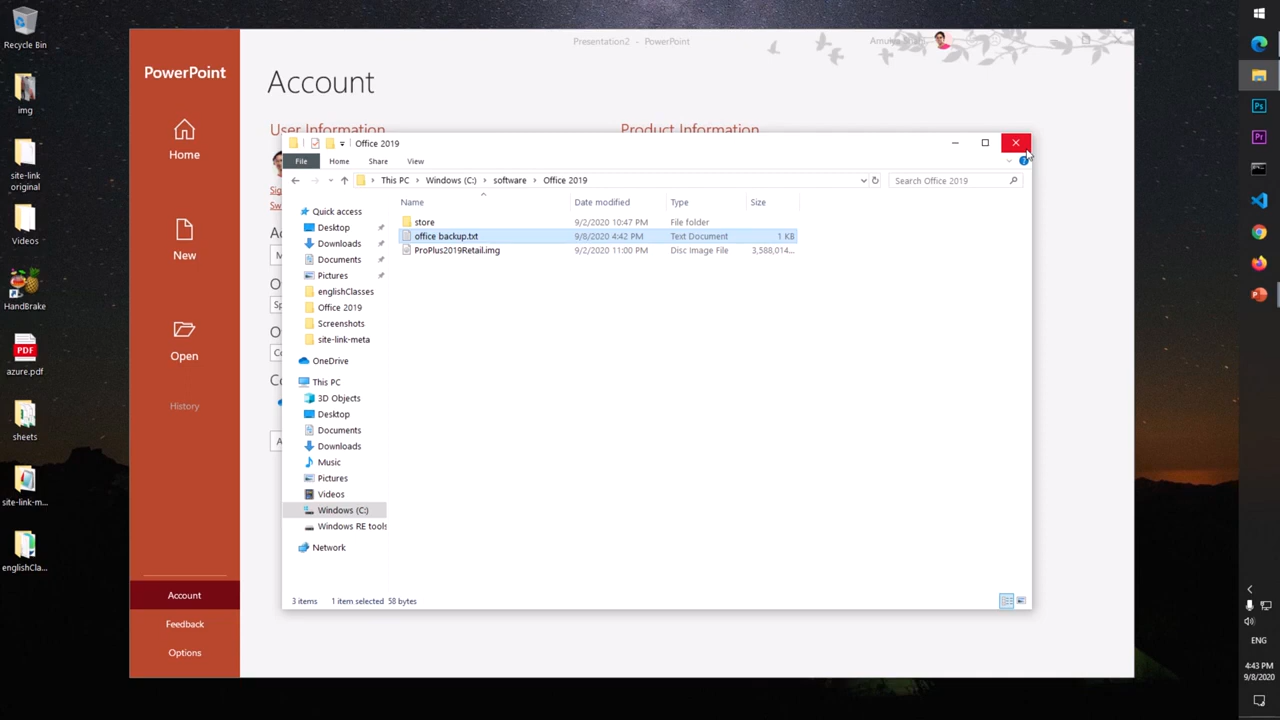 Recycle Bin
img
site-link
original
Videos
HandBrake
PDF
azure.pdf
sheets
site-link-m...
englishCla...
PowerPoint
Home
New
Open
History
Account
Feedback
Options
Presentation2 - PowerPoint
Account
User Information
Product Information
Office 2019
File Home Share View
This PC Windows (C:) software Office 2019
Search Office 2019
Name Date modified Type Size
store 9/2/2020 10:47 PM File folder
office backup.txt 9/8/2020 4:42 PM Text Document 1 KB
ProPlus2019Retail.img 9/2/2020 11:00 PM Disc Image File 3,588,014...
Quick access
Desktop
Downloads
Documents
Pictures
englishClasses
Office 2019
Screenshots
site-link-meta
OneDrive
This PC
3D Objects
Desktop
Documents
Downloads
Music
Pictures
Videos
Windows (C:)
Windows RE tools
Network
3 items 1 item selected 58 bytes
Ps
Pr
ENG
4:43 PM
9/8/2020